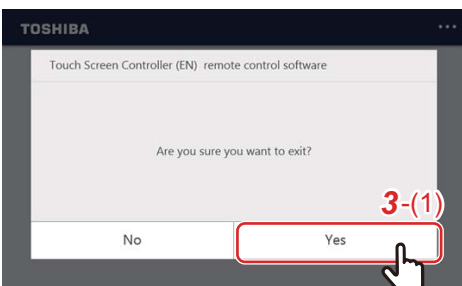 TOSHIBA ...
Touch Screen Controller (EN) remote control software
Are you sure you want to exit?
3-(1)
No Yes